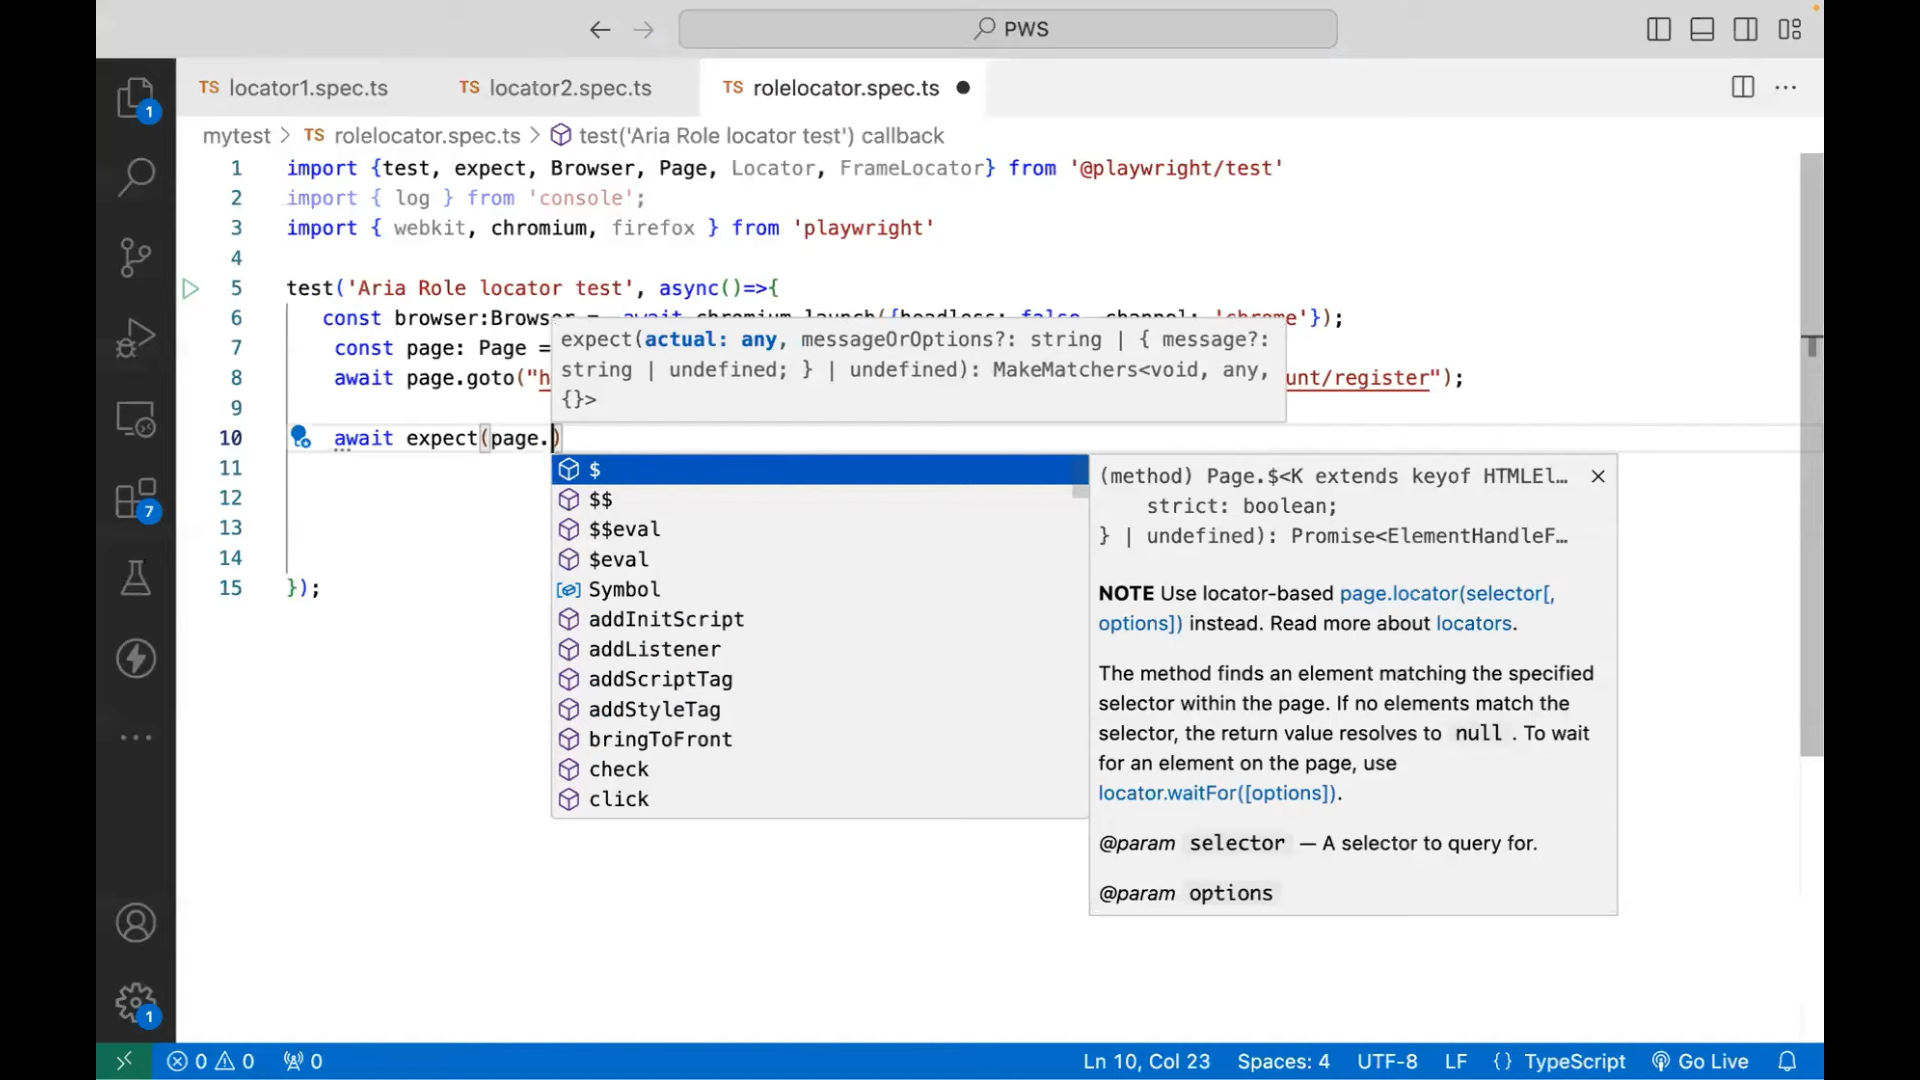 PWS
TS locator1.spec.ts
TS locator2.spec.ts
TS rolelocator.spec.ts
mytest > TS rolelocator.spec.ts > test('Aria Role locator test') callback
1 import {test, expect, Browser, Page, Locator, FrameLocator} from '@playwright/test'
2 import { log } from 'console';
3 import { webkit, chromium, firefox } from 'playwright'
4
5 test('Aria Role locator test', async()=>{
6 const browser:Browser = await chromium.launch({headless: false, channel: 'chrome'});
7 const page: Page =
8 await page.goto("h unt/register");
9
10 await expect(page.)
11
12
13
14
15 });
expect(actual: any, messageOrOptions?: string | { message?:
string | undefined; } | undefined): MakeMatchers<void, any,
{}>
$
$$
$$eval
$eval
Symbol
addInitScript
addListener
addScriptTag
addStyleTag
bringToFront
check
click
(method) Page.$<K extends keyof HTMLEl…
strict: boolean;
} | undefined): Promise<ElementHandleF…
NOTE Use locator-based page.locator(selector[,
options]) instead. Read more about locators.
The method finds an element matching the specified
selector within the page. If no elements match the
selector, the return value resolves to null . To wait
for an element on the page, use
locator.waitFor([options]).
@param selector — A selector to query for.
@param options
1
7
1
0 0 0
Ln 10, Col 23 Spaces: 4 UTF-8 LF {} TypeScript Go Live